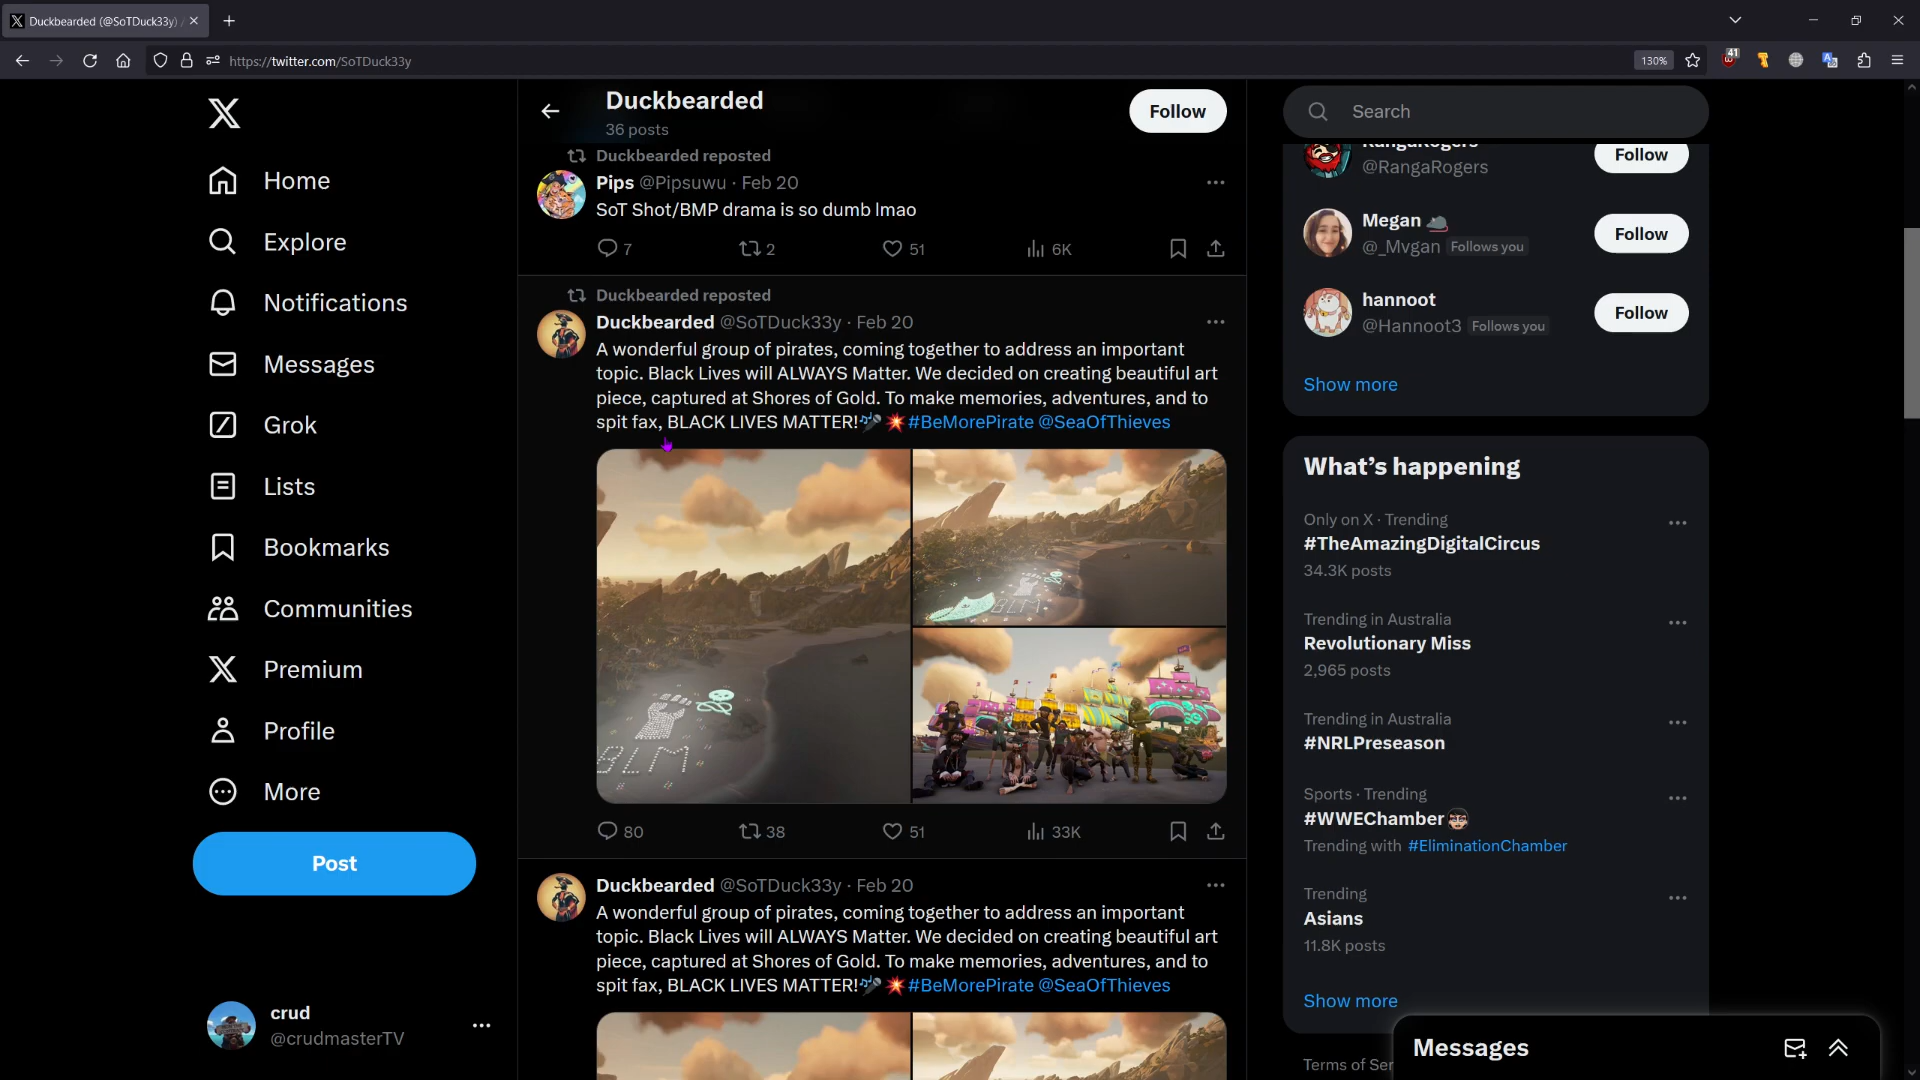 Duckbearded (@SoTDuck33y) /
https://twitter.com/SoTDuck33y
130%
41
Home
Explore
Notifications
Messages
Grok
Lists
Bookmarks
Communities
Premium
Profile
More
Post
crud
@crudmasterTV
Duckbearded
36 posts
Follow
Duckbearded reposted
Pips @Pipsuwu · Feb 20
SoT Shot/BMP drama is so dumb lmao
7 2 51 6K
Duckbearded reposted
Duckbearded @SoTDuck33y · Feb 20
A wonderful group of pirates, coming together to address an important
topic. Black Lives will ALWAYS Matter. We decided on creating beautiful art
piece, captured at Shores of Gold. To make memories, adventures, and to
spit fax, BLACK LIVES MATTER!🎤💥#BeMorePirate @SeaOfThieves
BLM
BLM
80 38 51 33K
Duckbearded @SoTDuck33y · Feb 20
A wonderful group of pirates, coming together to address an important
topic. Black Lives will ALWAYS Matter. We decided on creating beautiful art
piece, captured at Shores of Gold. To make memories, adventures, and to
spit fax, BLACK LIVES MATTER!🎤💥#BeMorePirate @SeaOfThieves
Search
RangaRogers
@RangaRogers
Follow
Megan
@_Mvgan Follows you
Follow
hannoot
@Hannoot3 Follows you
Follow
Show more
What's happening
Only on X · Trending
#TheAmazingDigitalCircus
34.3K posts
Trending in Australia
Revolutionary Miss
2,965 posts
Trending in Australia
#NRLPreseason
Sports · Trending
#WWEChamber
Trending with #EliminationChamber
Trending
Asians
11.8K posts
Show more
Terms of Ser
Messages